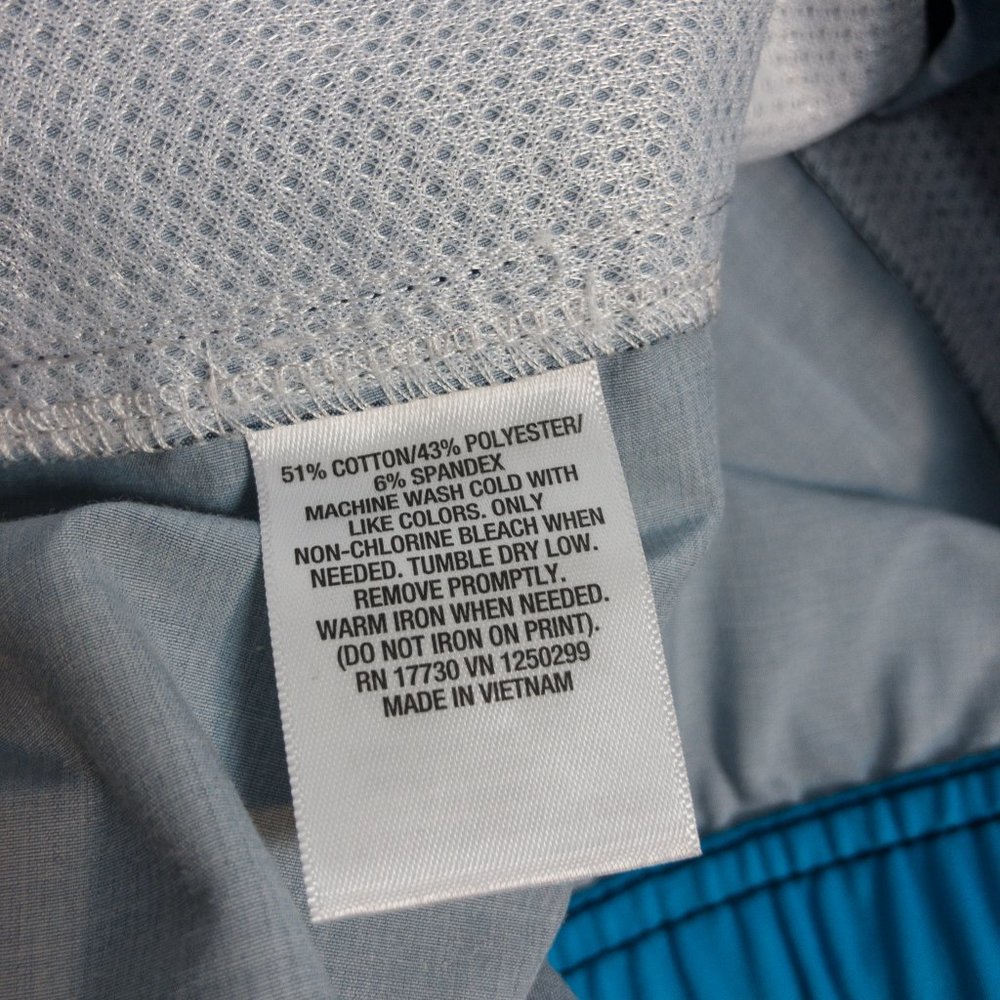 51% COTTON/43% POLYESTER/
6% SPANDEX
MACHINE WASH COLD WITH
LIKE COLORS. ONLY
NON-CHLORINE BLEACH WHEN
NEEDED. TUMBLE DRY LOW.
REMOVE PROMPTLY.
WARM IRON WHEN NEEDED.
(DO NOT IRON ON PRINT).
RN 17730 VN 1250299
MADE IN VIETNAM